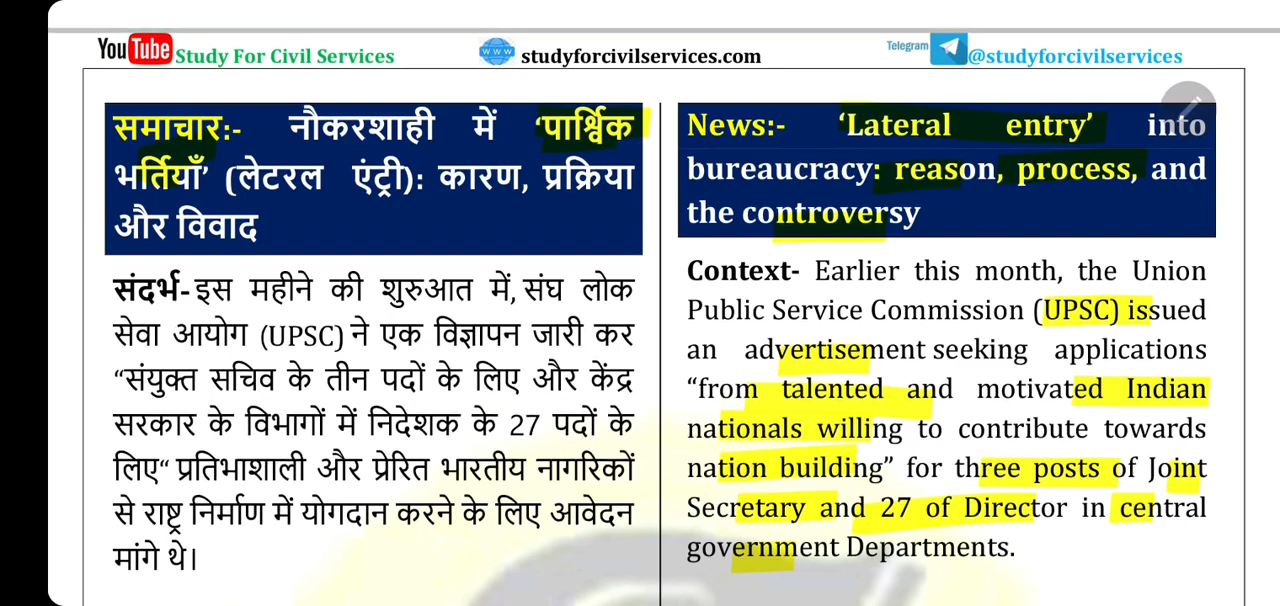 YouTube Study For Civil Services
WWW studyforcivilservices.com
Telegram @studyforcivilservices
समाचार:- नौकरशाही में ‘पार्श्विक
भर्तियाँ’ (लेटरल एंट्री): कारण, प्रक्रिया
और विवाद
संदर्भ- इस महीने की शुरुआत में, संघ लोक
सेवा आयोग (UPSC) ने एक विज्ञापन जारी कर
“संयुक्त सचिव के तीन पदों के लिए और केंद्र
सरकार के विभागों में निदेशक के 27 पदों के
लिए“ प्रतिभाशाली और प्रेरित भारतीय नागरिकों
से राष्ट्र निर्माण में योगदान करने के लिए आवेदन
मांगे थे।
News:- ‘Lateral entry’ into
bureaucracy: reason, process, and
the controversy
Context- Earlier this month, the Union
Public Service Commission (UPSC) issued
an advertisement seeking applications
“from talented and motivated Indian
nationals willing to contribute towards
nation building” for three posts of Joint
Secretary and 27 of Director in central
government Departments.